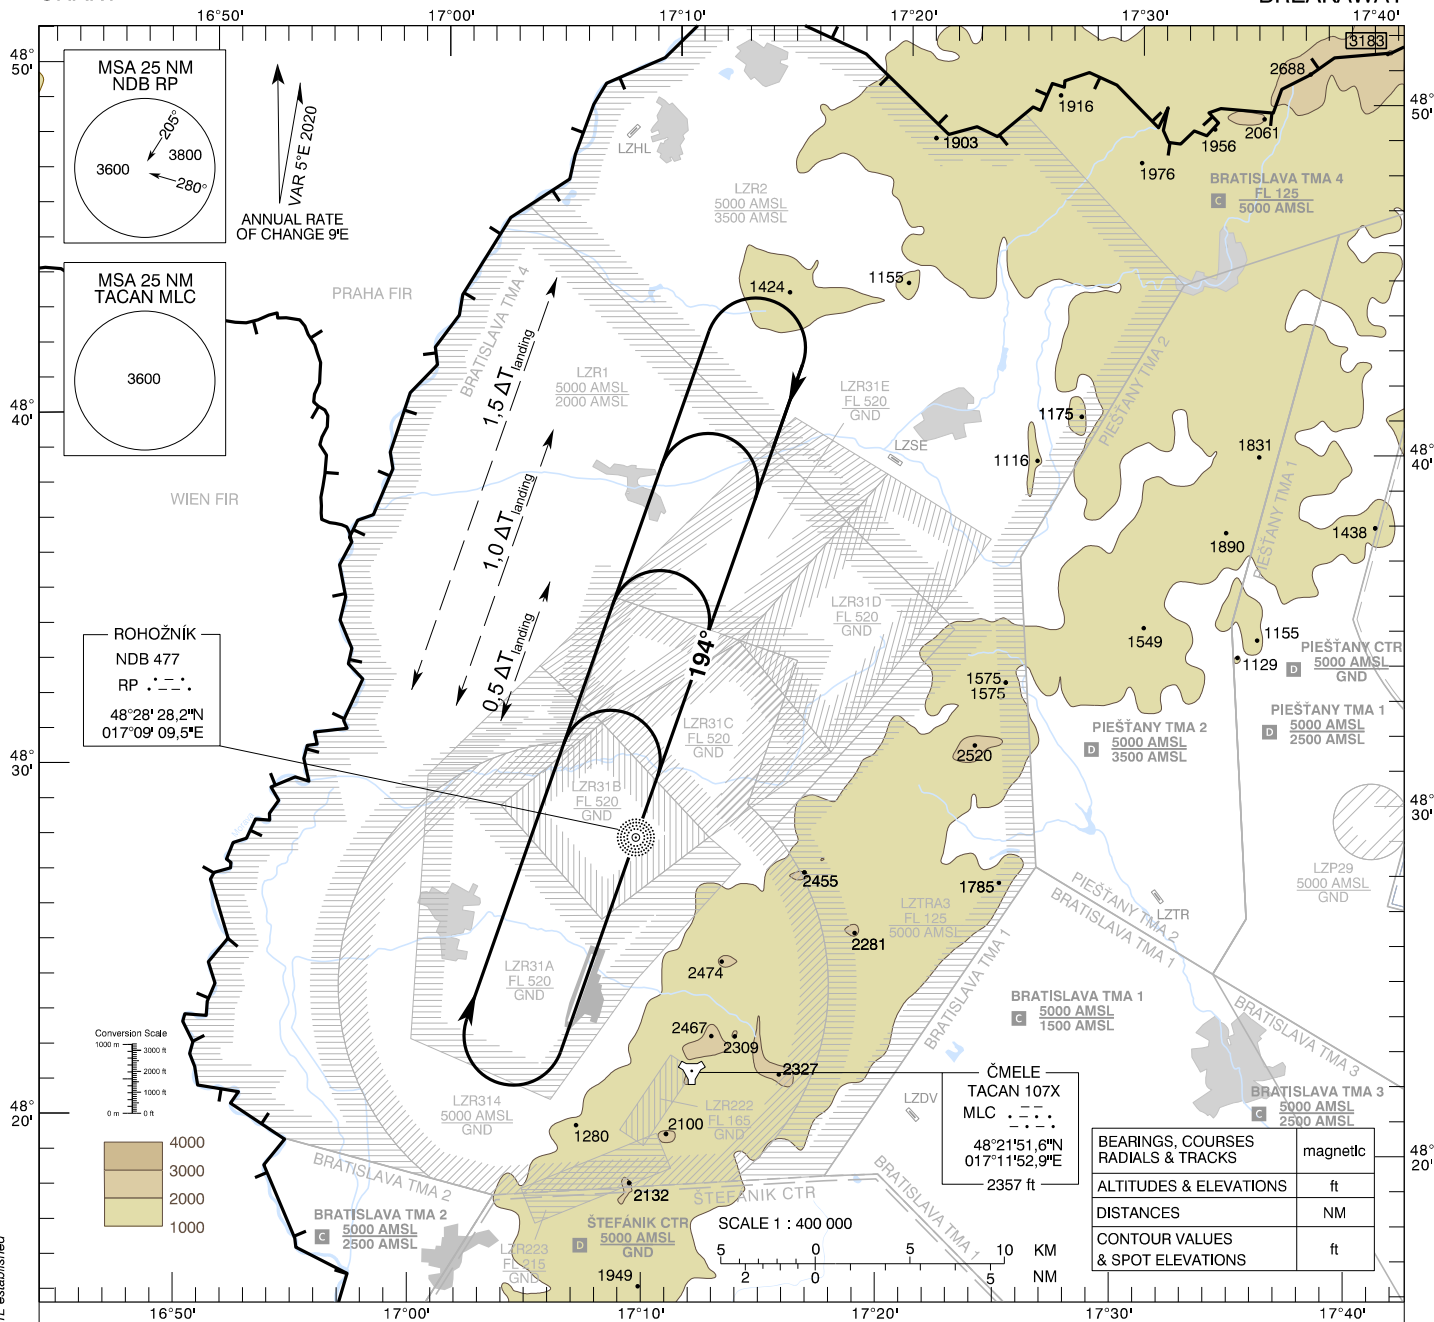 16°50' 17°00' 17°10' 17°20' 17°30' 17°40'
48°
50'
48°
40'
48°
30'
48°
20'
48°
50'
48°
40'
48°
30'
48°
20'
MSA 25 NM
NDB RP
205°
3600
3800
280°
VAR 5°E 2020
ANNUAL RATE
OF CHANGE 9'E
MSA 25 NM
TACAN MLC
3600
PRAHA FIR
WIEN FIR
LZHL
LZR2
5000 AMSL
3500 AMSL
3183
2688
1916
1903
2061
1956
1976
BRATISLAVA TMA 4
C
FL 125
5000 AMSL
1424
1155
BRATISLAVA TMA 4
LZR1
5000 AMSL
2000 AMSL
1,5 ΔT landing
1,0 ΔT landing
0,5 ΔT landing
LZR31E
FL 520
GND
LZSE
1175
1116
PIEŠŤANY TMA 2
1831
PIEŠŤANY TMA 1
1438
1890
LZR31D
FL 520
GND
194°
1549
1155
1129
PIEŠŤANY CTR
D
5000 AMSL
GND
ROHOŽNÍK
NDB 477
RP
48°28' 28,2"N
017°09' 09,5"E
1575
1575
LZR31C
FL 520
GND
2520
PIEŠŤANY TMA 2
D
5000 AMSL
3500 AMSL
PIEŠŤANY TMA 1
D
5000 AMSL
2500 AMSL
LZR31B
FL 520
GND
2455
1785
LZTRA3
FL 125
5000 AMSL
LZP29
5000 AMSL
GND
PIEŠŤANY TMA 2
BRATISLAVA TMA 1
LZTR
2281
2474
LZR31A
FL 520
GND
BRATISLAVA TMA 1
BRATISLAVA TMA 1
C
5000 AMSL
1500 AMSL
BRATISLAVA TMA 3
2467
2309
2327
Conversion Scale
1000 m
0 m
3000 ft
2000 ft
1000 ft
0 ft
LZR314
5000 AMSL
GND
LZR222
FL 165
GND
2100
1280
LZDV
ČMELE
TACAN 107X
MLC
48°21'51,6"N
017°11'52,9"E
2357 ft
BRATISLAVA TMA 3
C
5000 AMSL
2500 AMSL
4000
3000
2000
1000
BRATISLAVA TMA 2
2132
ŠTEFÁNIK CTR
BRATISLAVA TMA 1
BRATISLAVA TMA 2
C
5000 AMSL
2500 AMSL
LZR223
FL 215
GND
ŠTEFÁNIK CTR
D
5000 AMSL
GND
1949
SCALE 1 : 400 000
5 0 5 10 KM
2 0 5 NM
BEARINGS, COURSES
RADIALS & TRACKS
magnetic
ALTITUDES & ELEVATIONS ft
DISTANCES NM
CONTOUR VALUES
& SPOT ELEVATIONS
ft
16°50' 17°00' 17°10' 17°20' 17°30' 17°40'
established